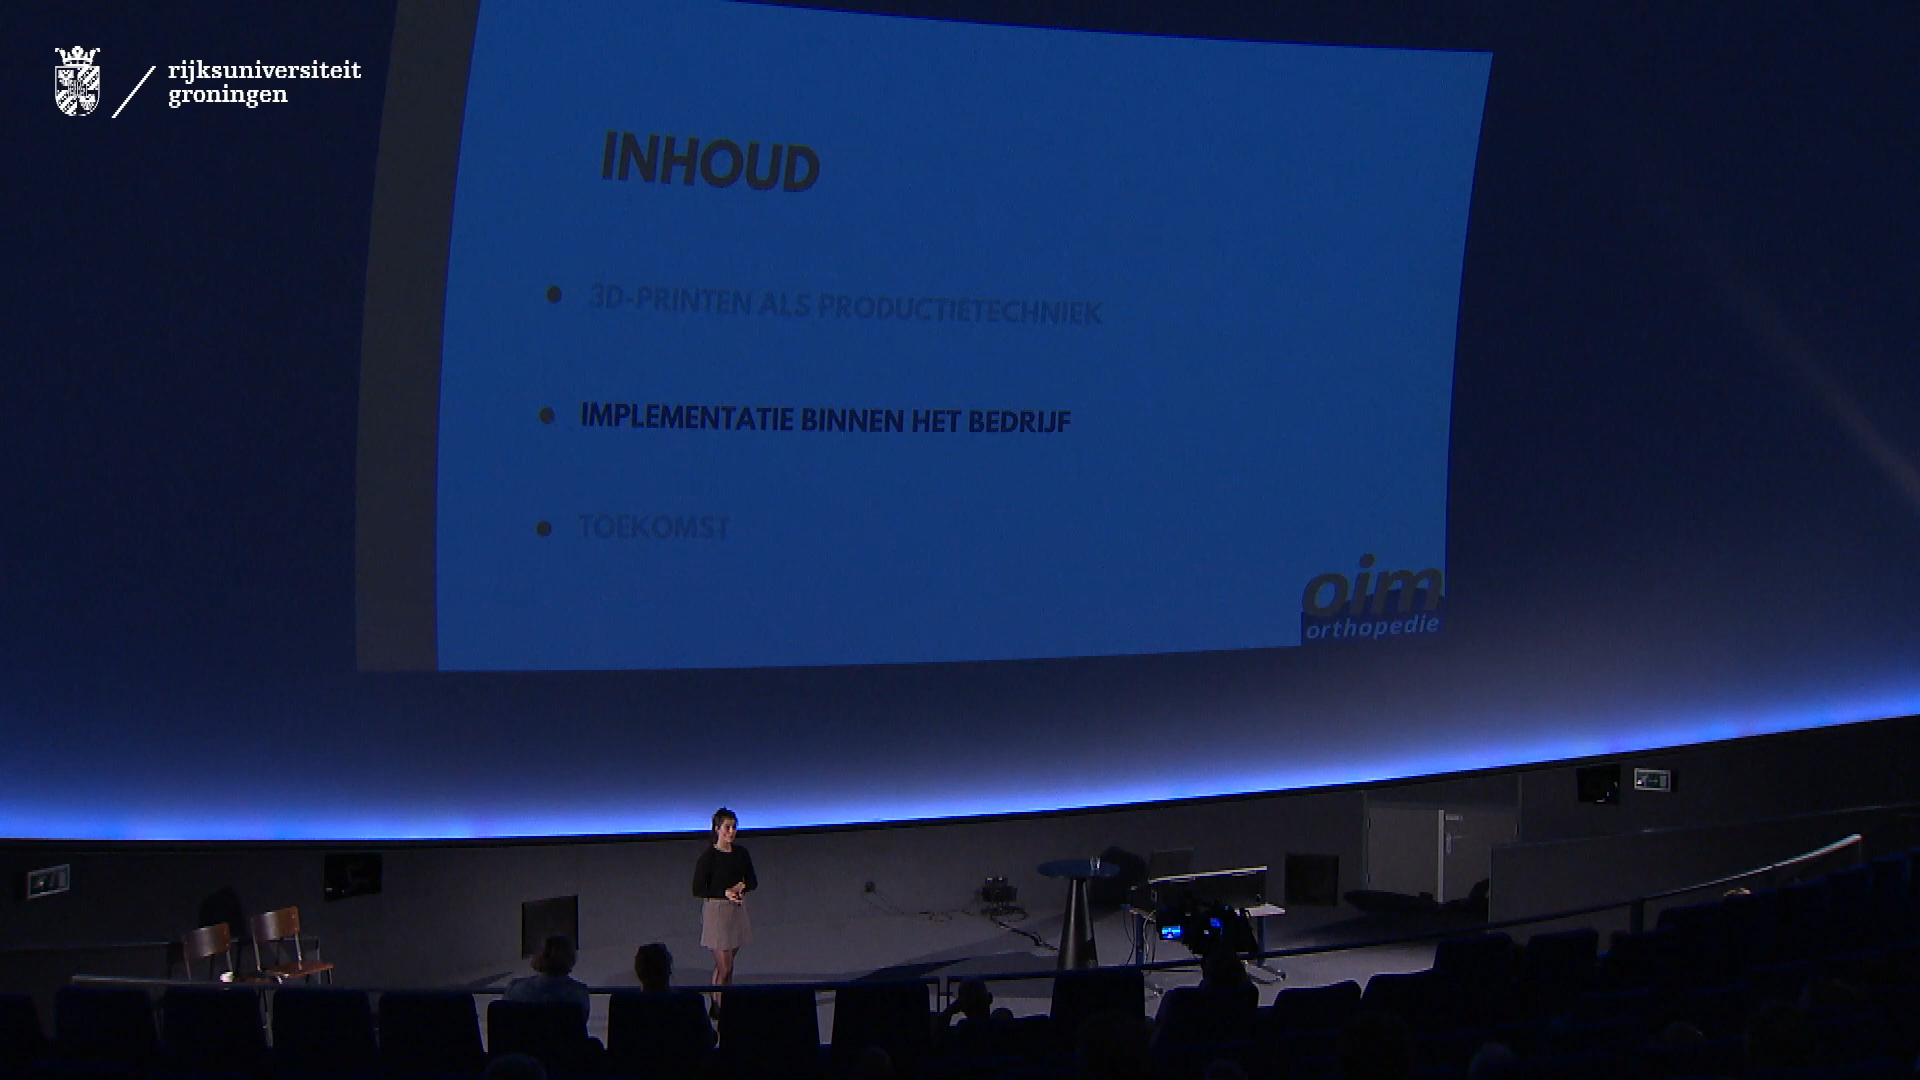 rijksuniversiteit
groningen
INHOUD
3D-PRINTEN ALS PRODUCTIETECHNIEK
IMPLEMENTATIE BINNEN HET BEDRIJF
TOEKOMST
oim
orthopedie